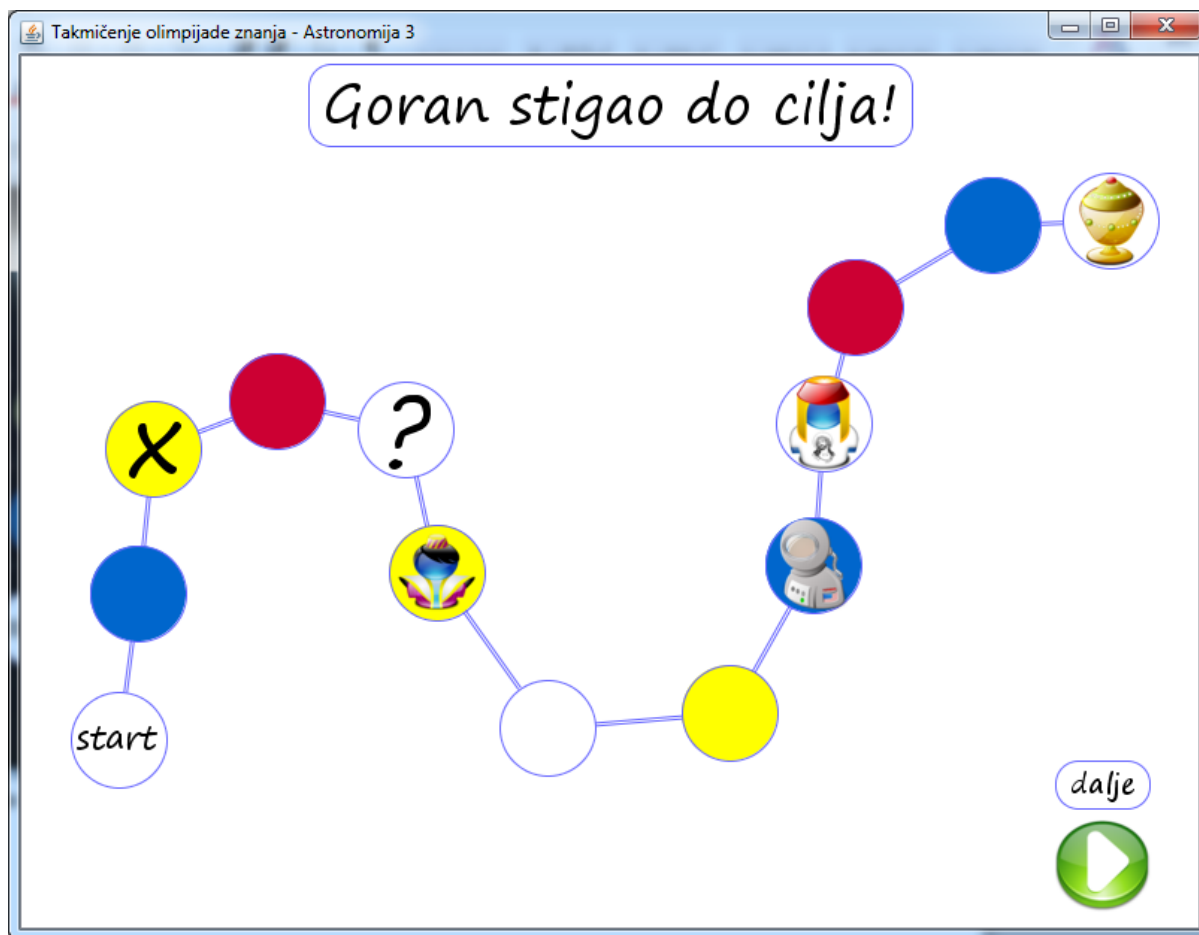 Takmičenje olimpijade znanja - Astronomija 3
Goran stigao do cilja!
x
?
start
dalje